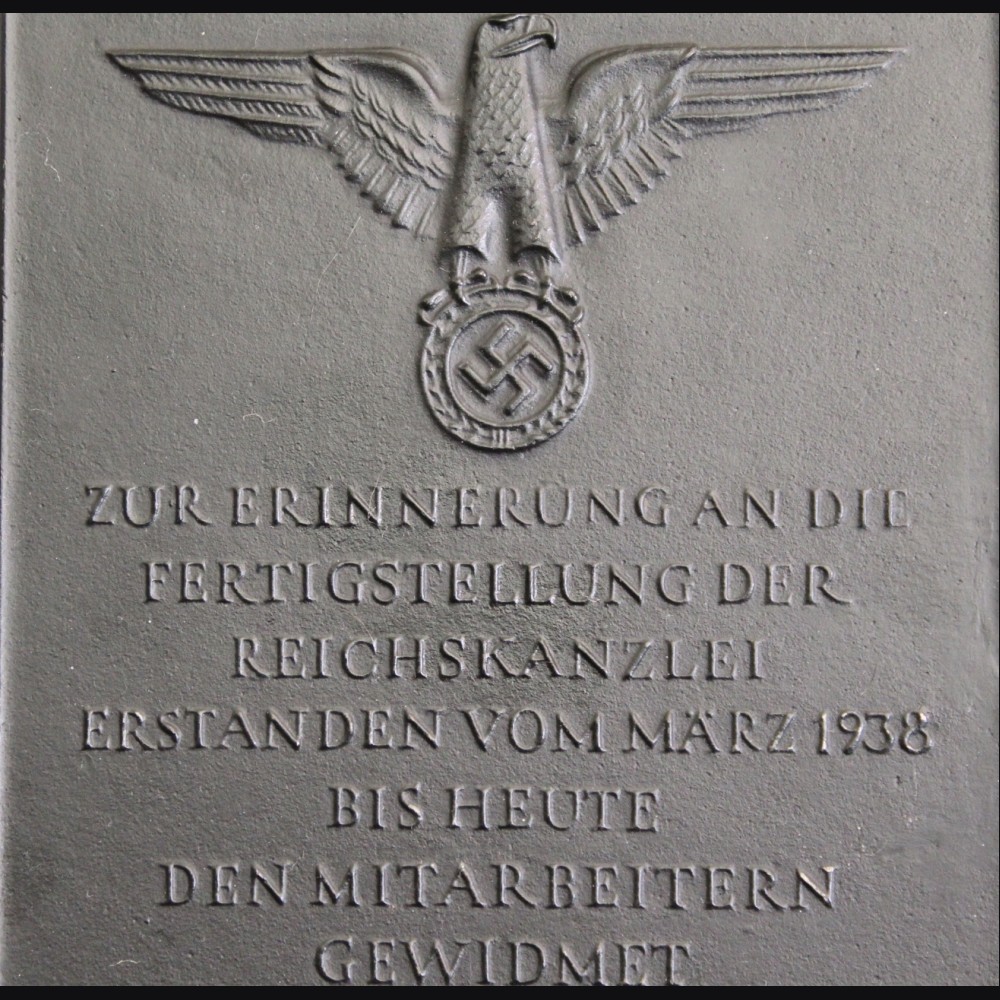 ZUR ERINNERUNG AN DIE
FERTIGSTELLUNG DER
REICHSKANZLEI
ERSTANDEN VOM MÄRZ 1938
BIS HEUTE
DEN MITARBEITERN
GEWIDMET